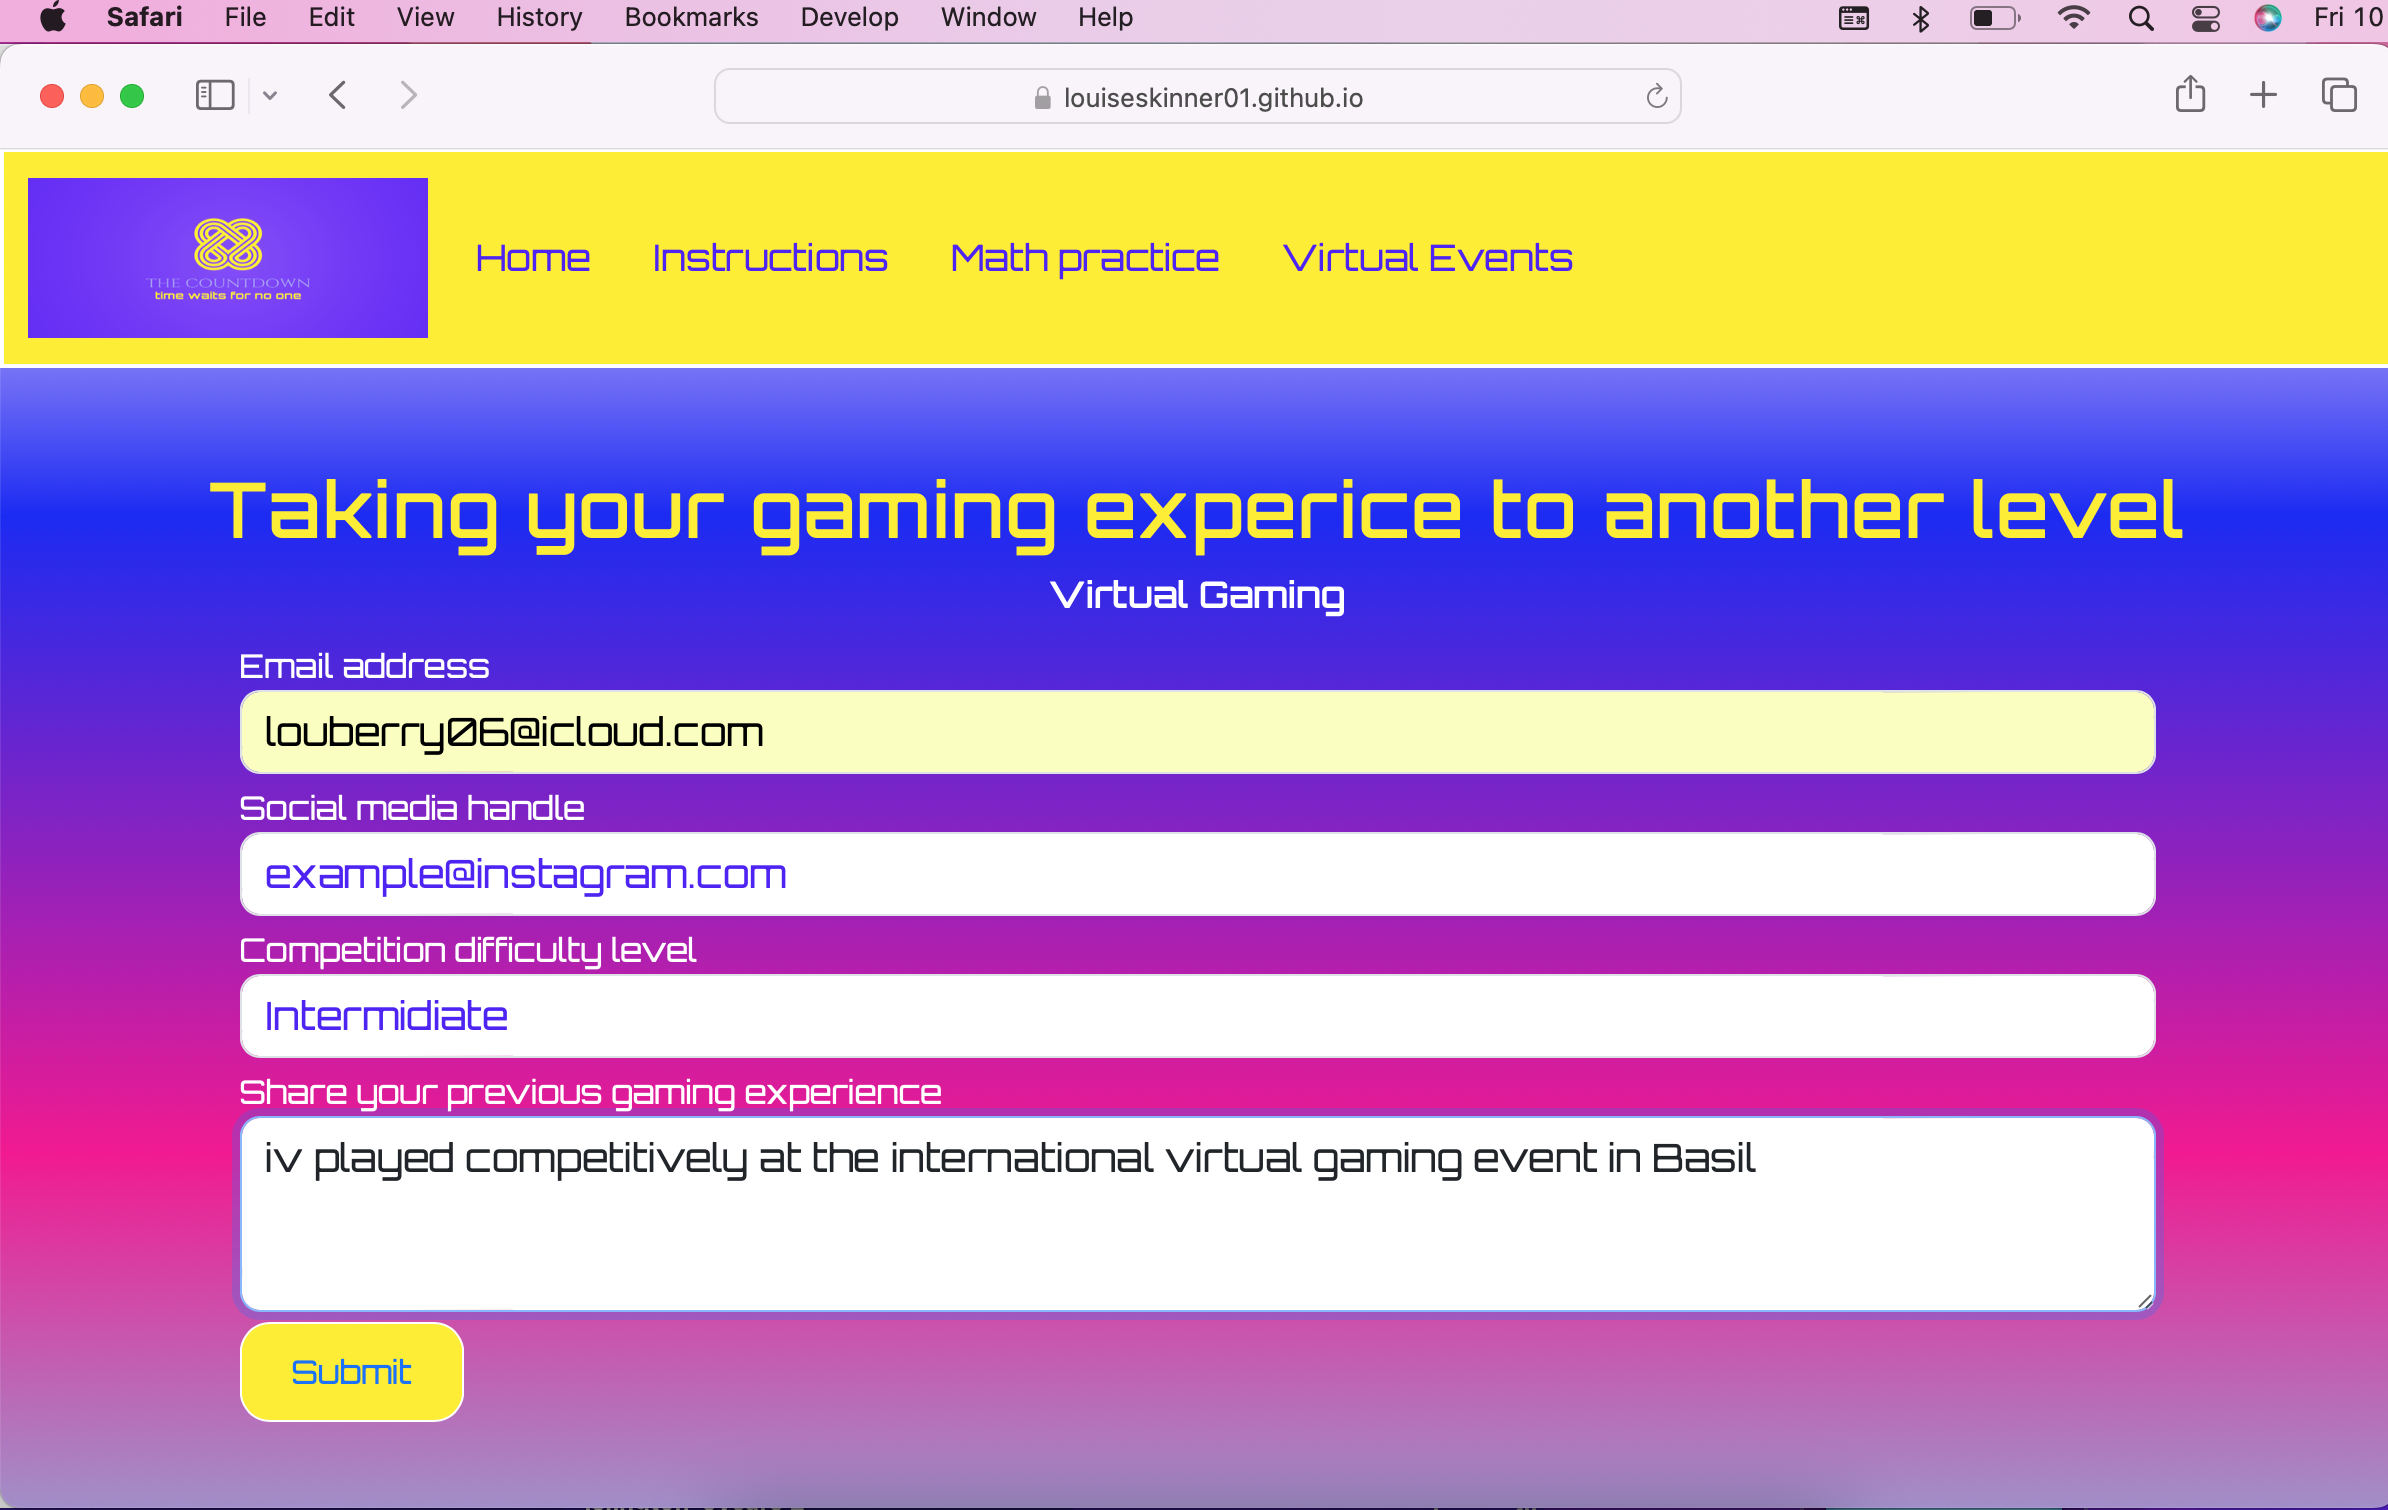 Safari File Edit View History Bookmarks Develop Window Help Fri 10
louiseskinner01.github.io
THE COUNTDOWN
time waits for no one
Home Instructions Math practice Virtual Events
Taking your gaming experice to another level
Virtual Gaming
Email address
louberry06@icloud.com
Social media handle
example@instagram.com
Competition difficulty level
Intermidiate
Share your previous gaming experience
iv played competitively at the international virtual gaming event in Basil
Submit